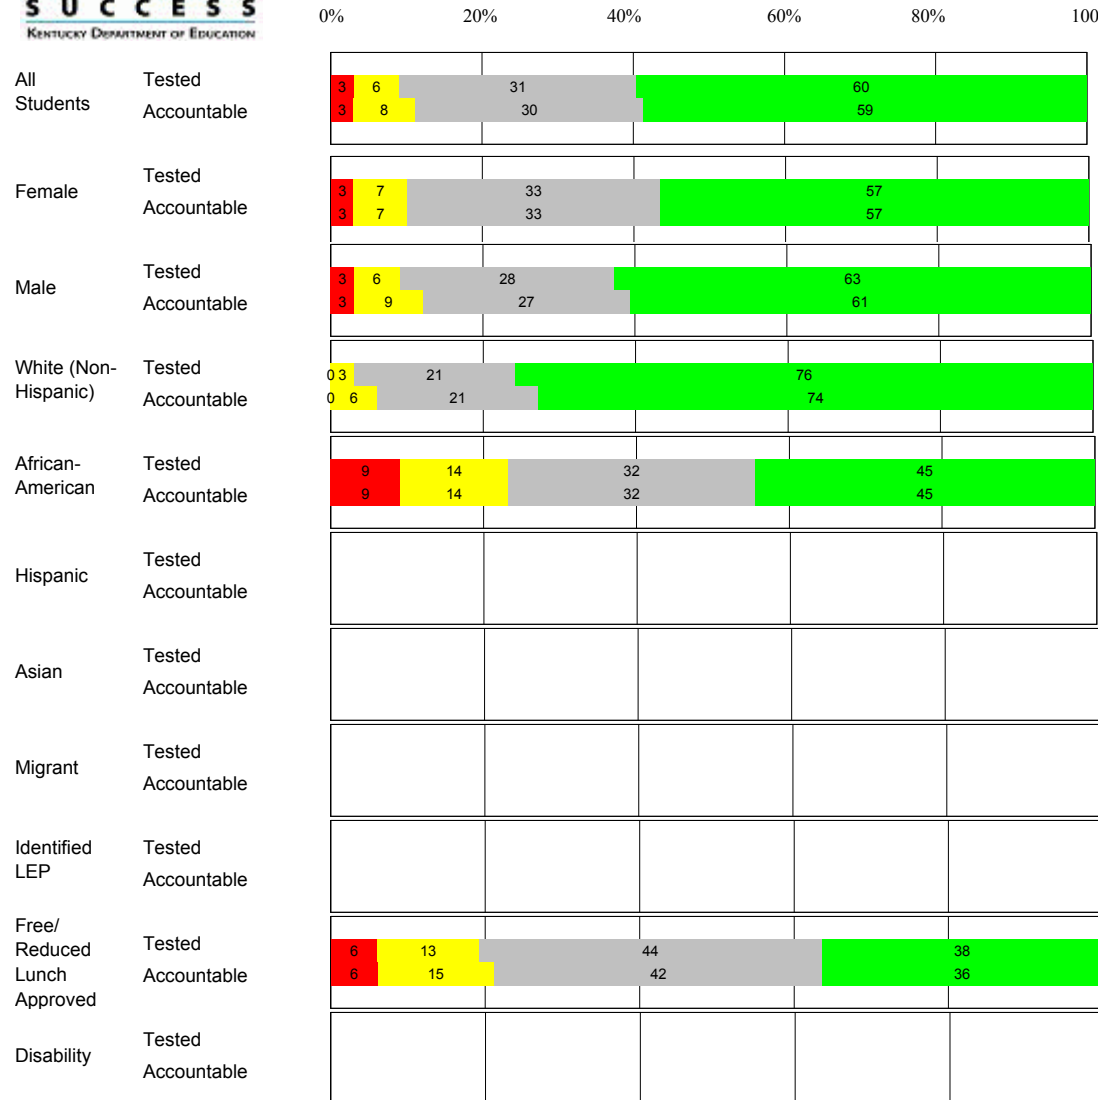 SUCCESS
KENTUCKY DEPARTMENT OF EDUCATION
0% 20% 40% 60% 80% 100
All Students
Tested 3 6 31 60
Accountable 3 8 30 59
Female
Tested 3 7 33 57
Accountable 3 7 33 57
Male
Tested 3 6 28 63
Accountable 3 9 27 61
White (Non-
Hispanic)
Tested 0 3 21 76
Accountable 0 6 21 74
African-
American
Tested 9 14 32 45
Accountable 9 14 32 45
Hispanic
Tested
Accountable
Asian
Tested
Accountable
Migrant
Tested
Accountable
Identified
LEP
Tested
Accountable
Free/
Reduced
Lunch
Approved
Tested 6 13 44 38
Accountable 6 15 42 36
Disability
Tested
Accountable